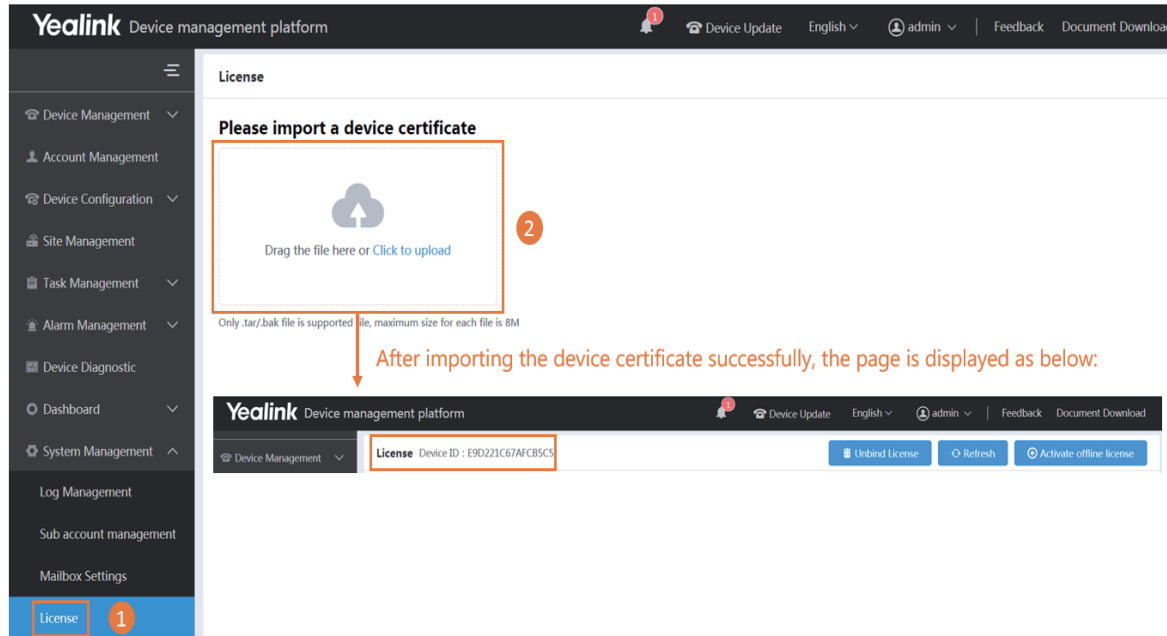 Yealink Device management platform
1
Device Update English admin Feedback Document Downloa
License
Device Management
Account Management
Device Configuration
Site Management
Task Management
Alarm Management
Device Diagnostic
Dashboard
System Management
Log Management
Sub account management
Mailbox Settings
License
1
Please import a device certificate
Drag the file here or Click to upload
2
Only .tar/.bak file is supported file, maximum size for each file is 8M
After importing the device certificate successfully, the page is displayed as below:
Yealink Device management platform
1
Device Update English admin Feedback Document Download
Device Management
License Device ID : E9D221C67AFCB5C5
Unbind License Refresh Activate offline license